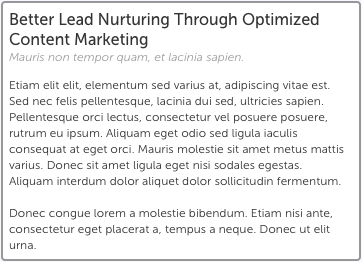 Better Lead Nurturing Through Optimized
Content Marketing
Mauris non tempor quam, et lacinia sapien.
Etiam elit elit, elementum sed varius at, adipiscing vitae est.
Sed nec felis pellentesque, lacinia dui sed, ultricies sapien.
Pellentesque orci lectus, consectetur vel posuere posuere,
rutrum eu ipsum. Aliquam eget odio sed ligula iaculis
consequat at eget orci. Mauris molestie sit amet metus mattis
varius. Donec sit amet ligula eget nisi sodales egestas.
Aliquam interdum dolor aliquet dolor sollicitudin fermentum.
Donec congue lorem a molestie bibendum. Etiam nisi ante,
consectetur eget placerat a, tempus a neque. Donec ut elit
urna.